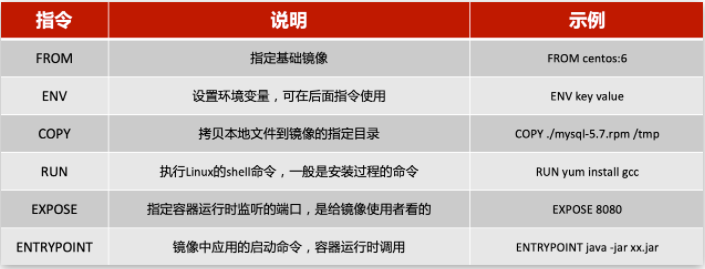 指令 说明 示例
FROM 指定基础镜像 FROM centos:6
ENV 设置环境变量，可在后面指令使用 ENV key value
COPY 拷贝本地文件到镜像的指定目录 COPY ./mysql-5.7.rpm /tmp
RUN 执行Linux的shell命令，一般是安装过程的命令 RUN yum install gcc
EXPOSE 指定容器运行时监听的端口，是给镜像使用者看的 EXPOSE 8080
ENTRYPOINT 镜像中应用的启动命令，容器运行时调用 ENTRYPOINT java -jar xx.jar